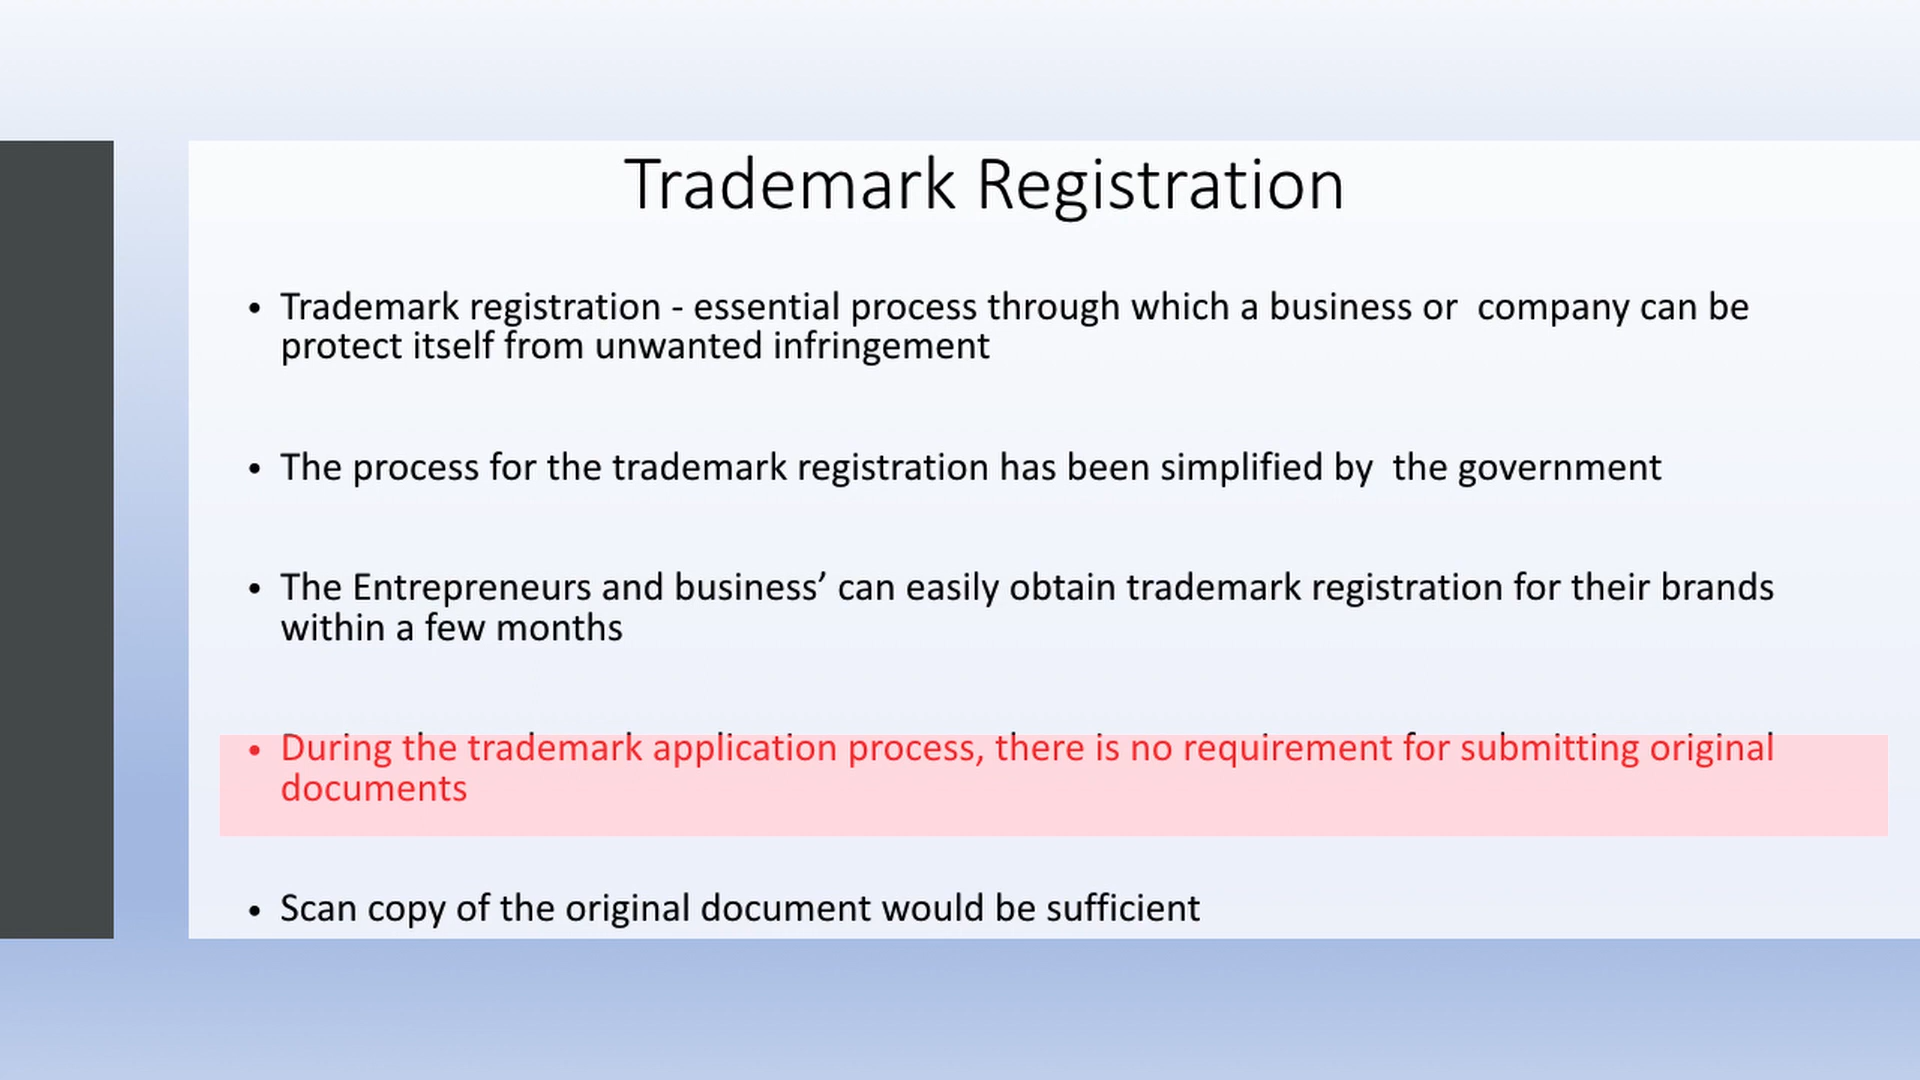 Trademark Registration
• Trademark registration - essential process through which a business or  company can be
protect itself from unwanted infringement
• The process for the trademark registration has been simplified by  the government
• The Entrepreneurs and business’ can easily obtain trademark registration for their brands
within a few months
• During the trademark application process, there is no requirement for submitting original
documents
• Scan copy of the original document would be sufficient